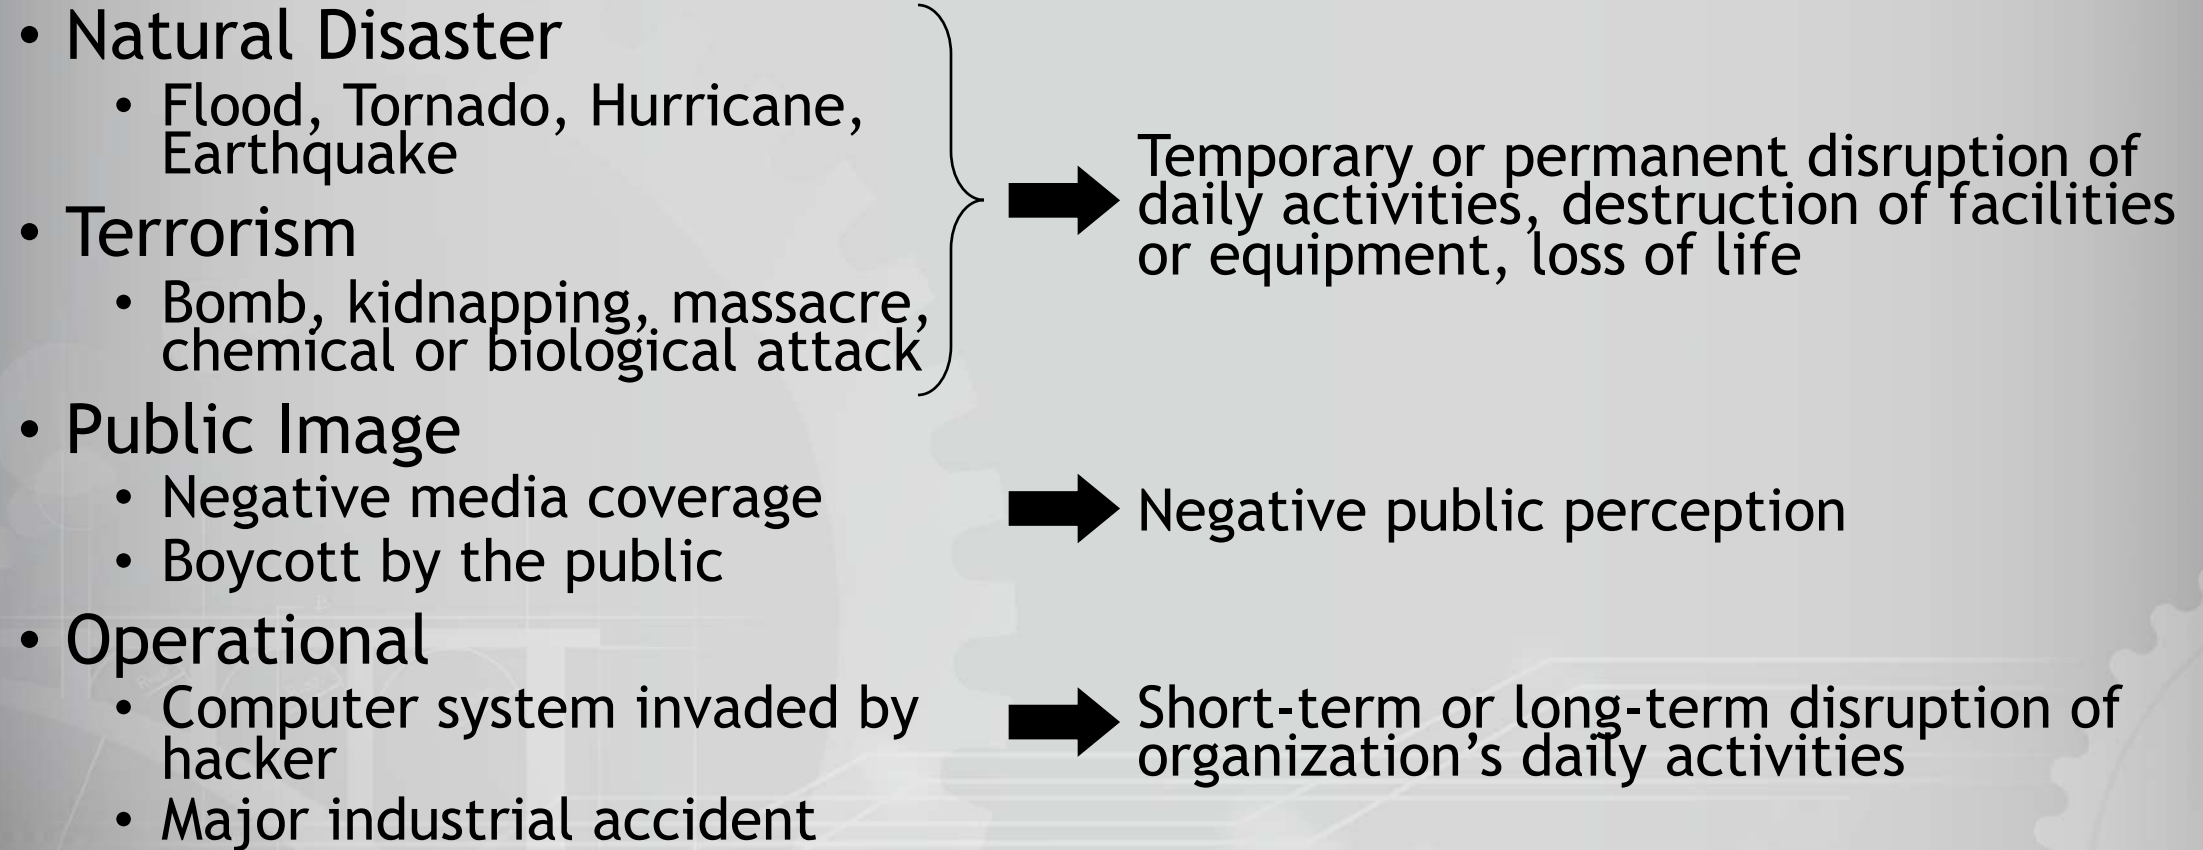 • Natural Disaster
• Flood, Tornado, Hurricane,
Earthquake
• Terrorism
• Bomb, kidnapping, massacre,
chemical or biological attack
Temporary or permanent disruption of
daily activities, destruction of facilities
or equipment, loss of life
• Public Image
• Negative media coverage
• Boycott by the public
Negative public perception
• Operational
• Computer system invaded by
hacker
• Major industrial accident
Short-term or long-term disruption of
organization’s daily activities